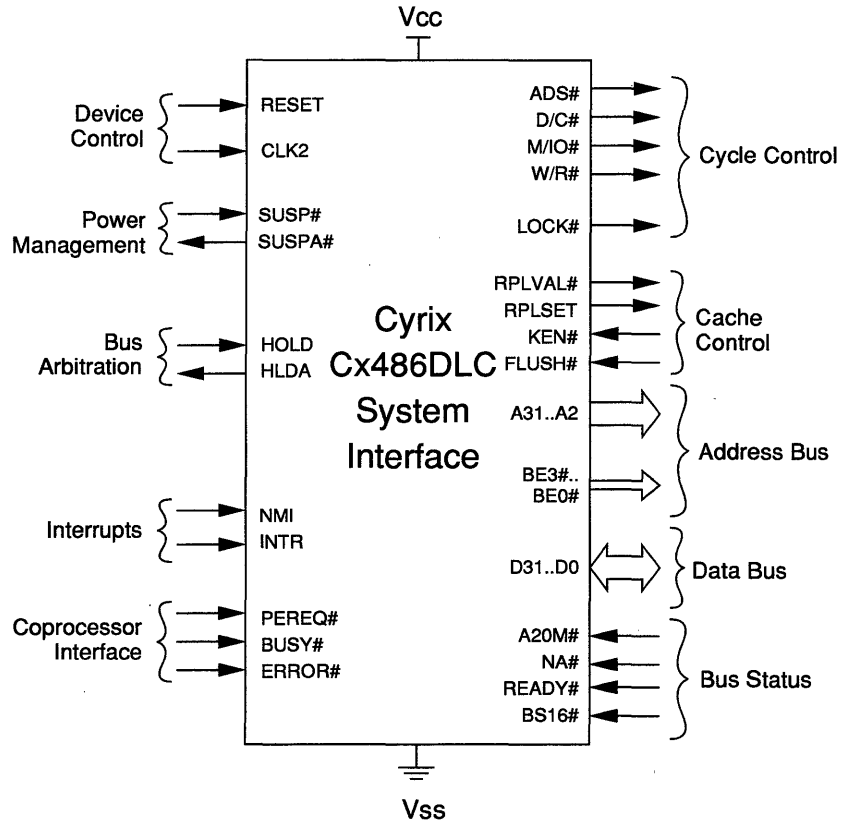 Vcc
Device
Control
RESET
CLK2
Power
Management
SUSP#
SUSPA#
Bus
Arbitration
HOLD
HLDA
Interrupts
NMI
INTR
Coprocessor
Interface
PEREQ#
BUSY#
ERROR#
Cyrix
Cx486DLC
System
Interface
ADS#
D/C#
M/IO#
W/R#
LOCK#
Cycle Control
RPLVAL#
RPLSET
KEN#
FLUSH#
Cache
Control
A31..A2
BE3#..
BE0#
Address Bus
D31..D0
Data Bus
A20M#
NA#
READY#
BS16#
Bus Status
Vss